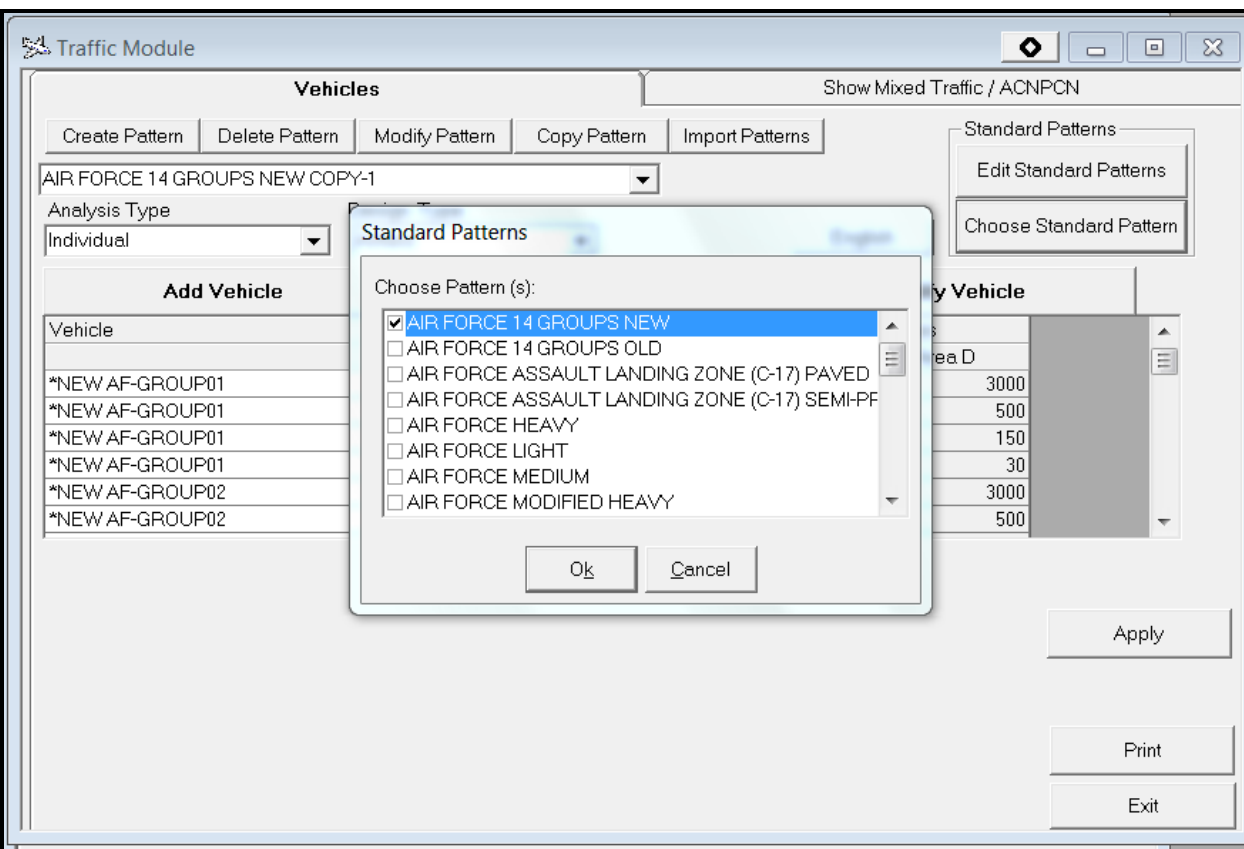 Traffic Module
Vehicles
Show Mixed Traffic / ACNPCN
Create Pattern
Delete Pattern
Modify Pattern
Copy Pattern
Import Patterns
Standard Patterns
Edit Standard Patterns
Choose Standard Pattern
AIR FORCE 14 GROUPS NEW COPY-1
Analysis Type
Individual
English
Add Vehicle
fy Vehicle
Vehicle
s
ea D
*NEW AF-GROUP01
3000
*NEW AF-GROUP01
500
*NEW AF-GROUP01
150
*NEW AF-GROUP01
30
*NEW AF-GROUP02
3000
*NEW AF-GROUP02
500
Standard Patterns
Choose Pattern (s):
AIR FORCE 14 GROUPS NEW
AIR FORCE 14 GROUPS OLD
AIR FORCE ASSAULT LANDING ZONE (C-17) PAVED
AIR FORCE ASSAULT LANDING ZONE (C-17) SEMI-PF
AIR FORCE HEAVY
AIR FORCE LIGHT
AIR FORCE MEDIUM
AIR FORCE MODIFIED HEAVY
Ok
Cancel
Apply
Print
Exit